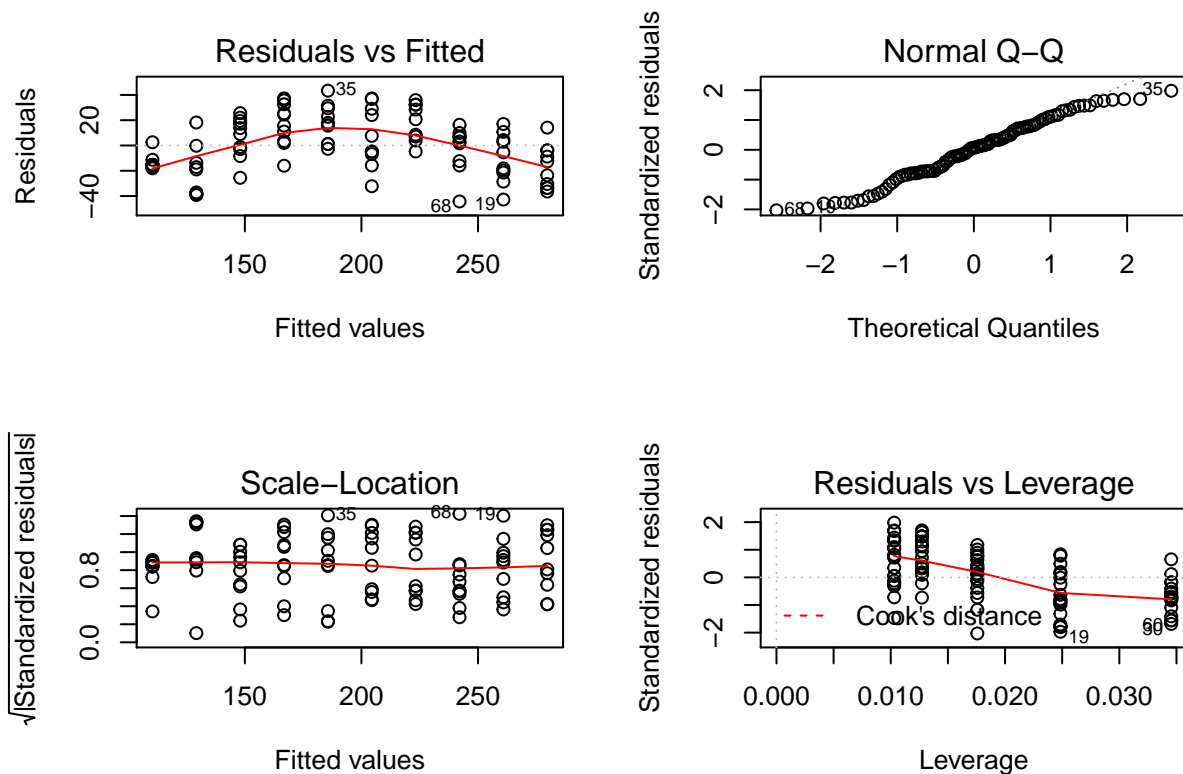 Residuals vs Fitted
Residuals
20
−40
150 200 250
Fitted values
35
68
19
Normal Q−Q
Standardized residuals
2
0
−2
−2 −1 0 1 2
Theoretical Quantiles
35
68
Scale−Location
√|Standardized residuals|
0.8
0.0
150 200 250
Fitted values
35
68
19
Residuals vs Leverage
Standardized residuals
2
0
−2
0.000 0.010 0.020 0.030
Leverage
Cook's distance
19
60